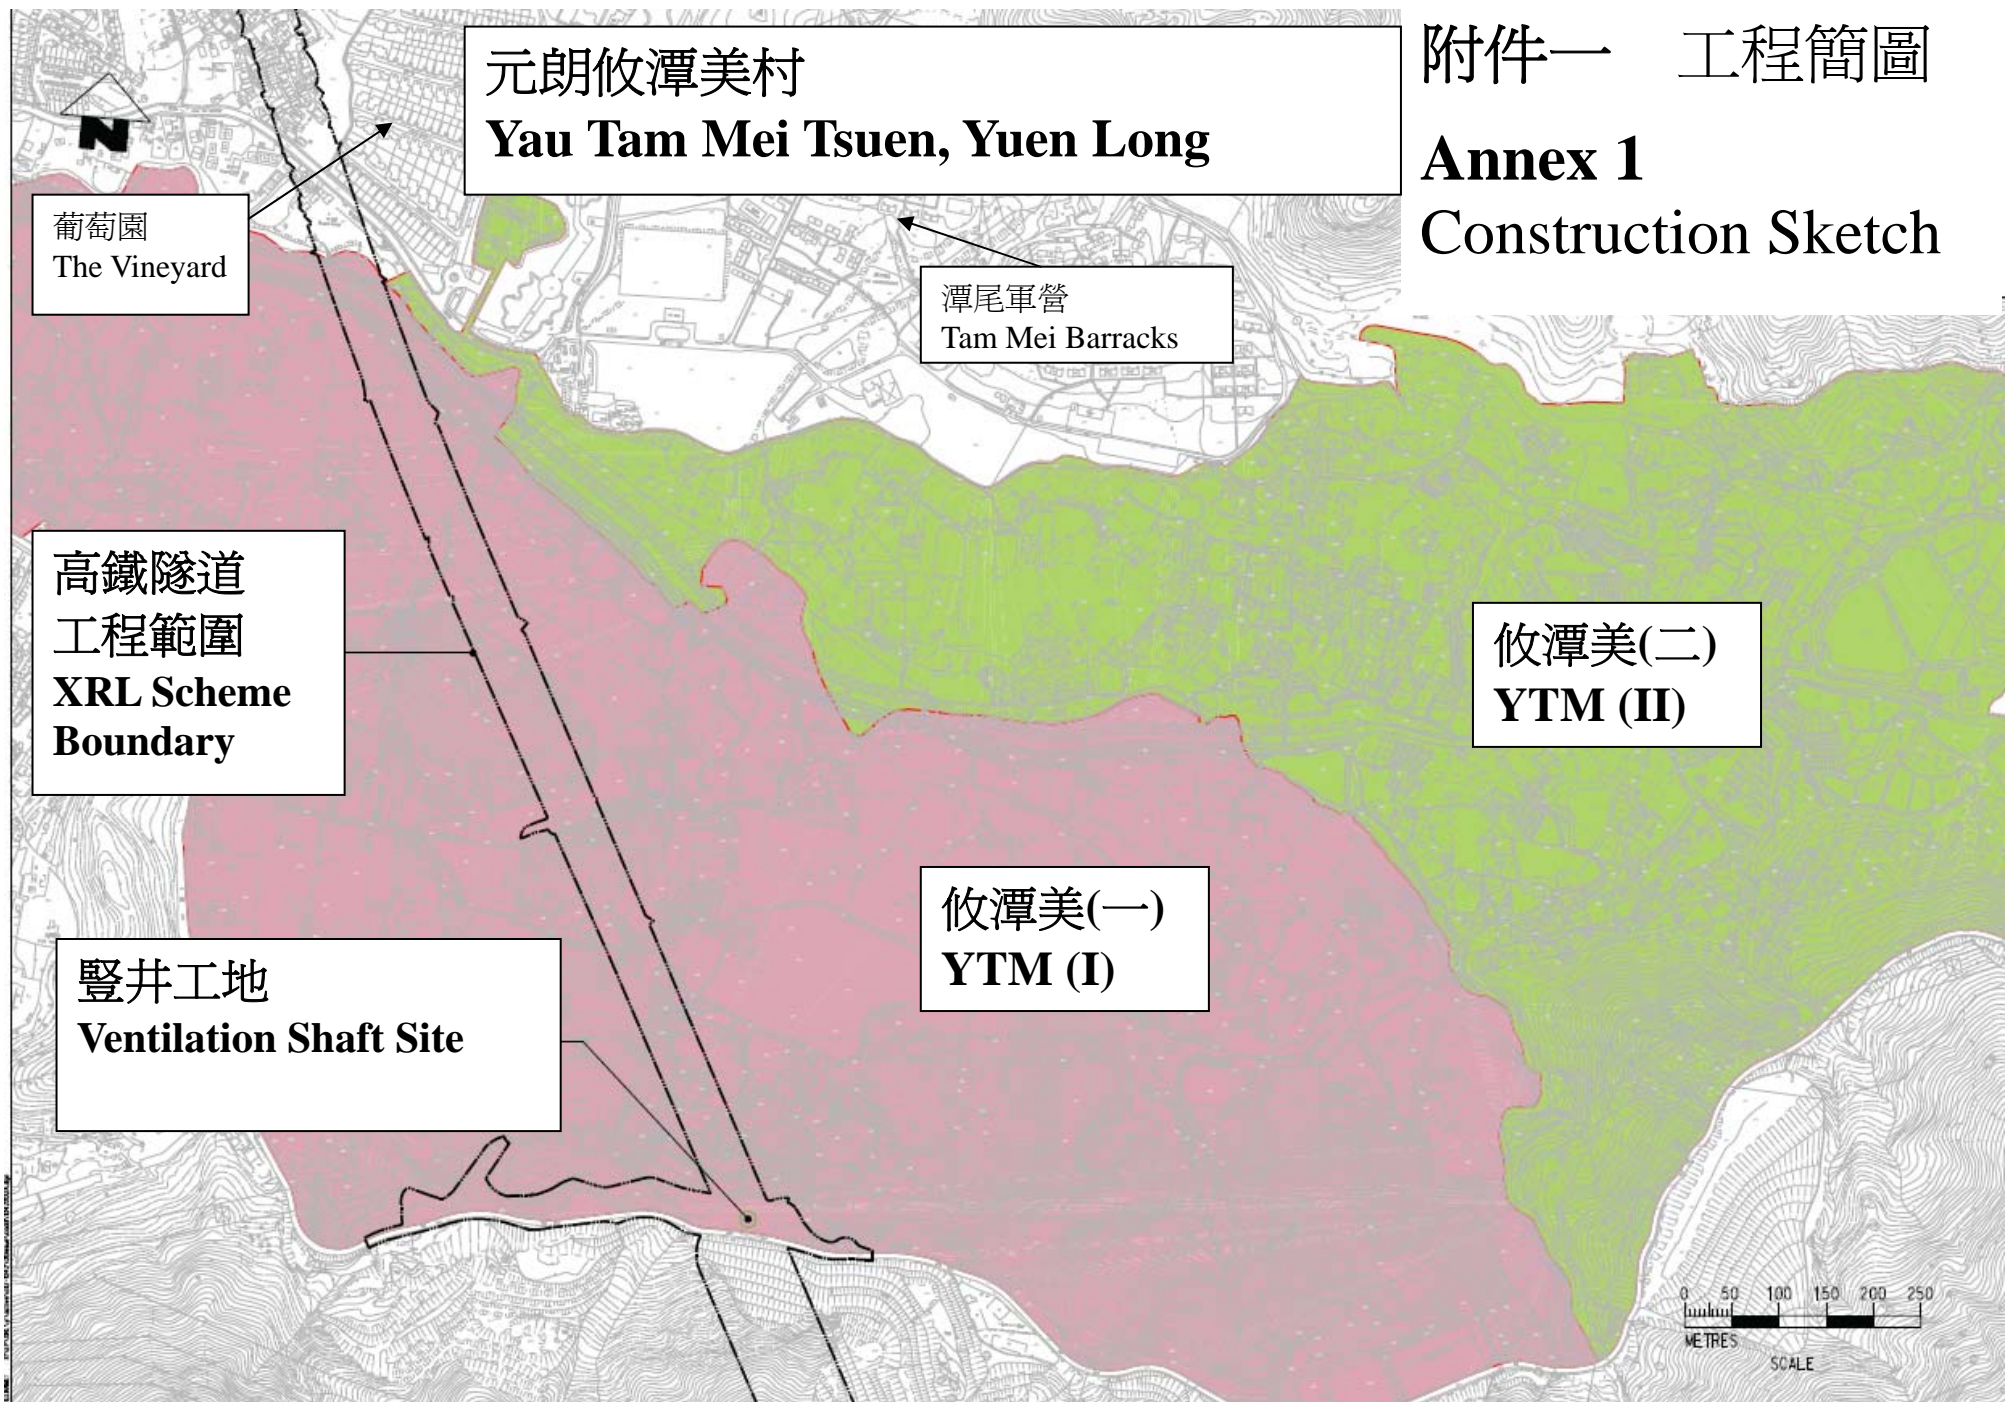 附件一 工程簡圖
Annex 1
Construction Sketch
元朗攸潭美村
Yau Tam Mei Tsuen, Yuen Long
N
葡萄園
The Vineyard
潭尾軍營
Tam Mei Barracks
高鐵隧道
工程範圍
XRL Scheme
Boundary
攸潭美(二)
YTM (II)
攸潭美(一)
YTM (I)
豎井工地
Ventilation Shaft Site
0 50 100 150 200 250
METRES
SCALE